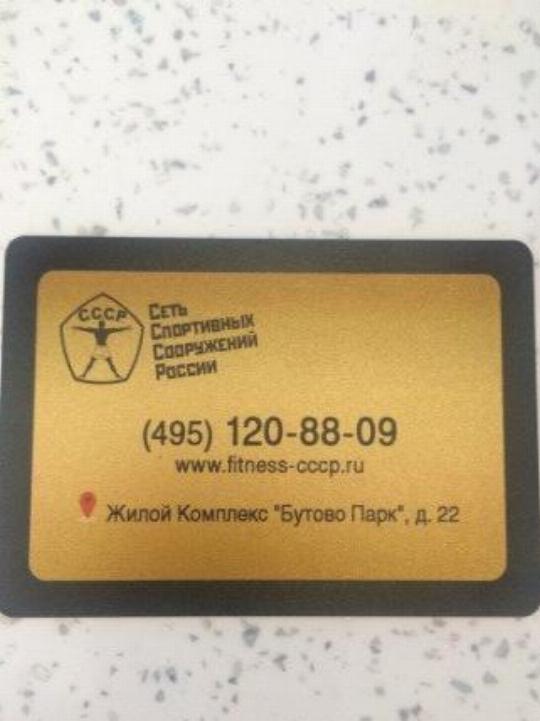 СССР
Сеть
Спортивных
Сооружений
России
(495) 120-88-09
www.fitness-cccp.ru
Жилой Комплекс "Бутово Парк", д. 22